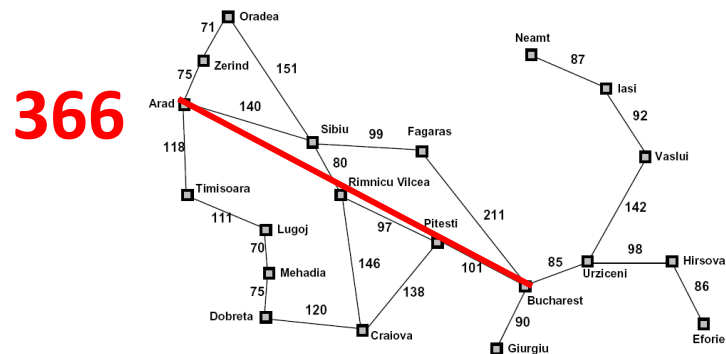 Oradea
71
Neamt
87
Zerind
151
75
Iasi
366
Arad
140
92
Sibiu
99
Fagaras
118
80
Vaslui
Rimnicu Vilcea
Timisoara
211
142
111
97
Pitesti
Lugoj
70
98
146
101
85
Hirsova
Mehadia
Urziceni
75
138
86
Bucharest
120
Dobreta
90
Craiova
Eforie
Giurgiu